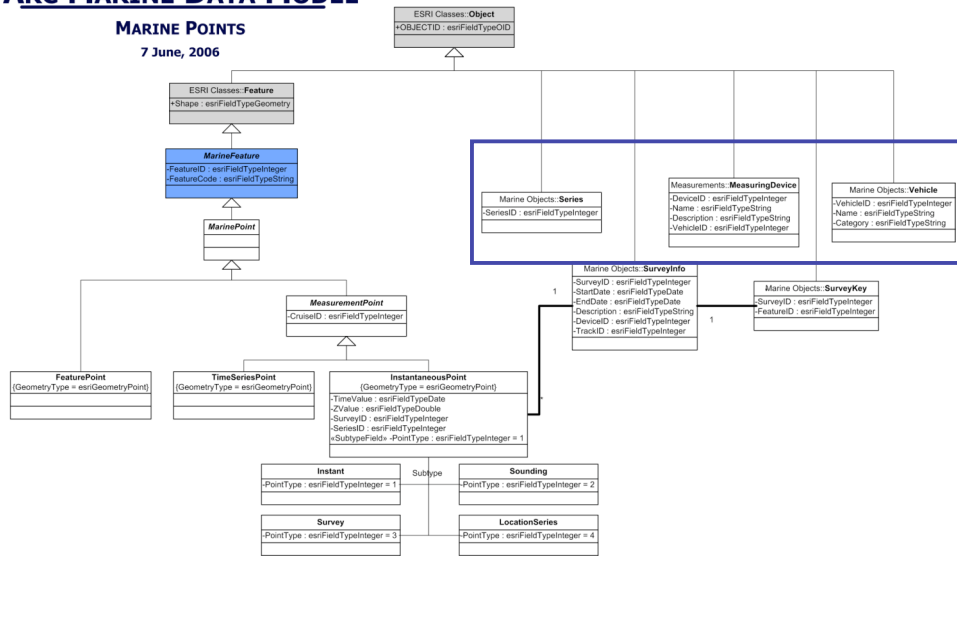 ARC MARINE DATA MODEL
MARINE POINTS
7 June, 2006
ESRI Classes::Object
+OBJECTID : esriFieldTypeOID
ESRI Classes::Feature
+Shape : esriFieldTypeGeometry
MarineFeature
-FeatureID : esriFieldTypeInteger
-FeatureCode : esriFieldTypeString
MarinePoint
Marine Objects::Series
-SeriesID : esriFieldTypeInteger
Measurements::MeasuringDevice
-DeviceID : esriFieldTypeInteger
-Name : esriFieldTypeString
-Description : esriFieldTypeString
-VehicleID : esriFieldTypeInteger
Marine Objects::Vehicle
-VehicleID : esriFieldTypeInteger
-Name : esriFieldTypeString
-Category : esriFieldTypeString
Marine Objects::SurveyInfo
-SurveyID : esriFieldTypeInteger
-StartDate : esriFieldTypeDate
-EndDate : esriFieldTypeDate
-Description : esriFieldTypeString
-DeviceID : esriFieldTypeInteger
-TrackID : esriFieldTypeInteger
Marine Objects::SurveyKey
-SurveyID : esriFieldTypeInteger
-FeatureID : esriFieldTypeInteger
1
1
*
*
MeasurementPoint
-CruiseID : esriFieldTypeInteger
FeaturePoint
{GeometryType = esriGeometryPoint}
TimeSeriesPoint
{GeometryType = esriGeometryPoint}
InstantaneousPoint
{GeometryType = esriGeometryPoint}
-TimeValue : esriFieldTypeDate
-ZValue : esriFieldTypeDouble
-SurveyID : esriFieldTypeInteger
-SeriesID : esriFieldTypeInteger
«SubtypeField» -PointType : esriFieldTypeInteger = 1
Subtype
Instant
-PointType : esriFieldTypeInteger = 1
Sounding
-PointType : esriFieldTypeInteger = 2
Survey
-PointType : esriFieldTypeInteger = 3
LocationSeries
-PointType : esriFieldTypeInteger = 4